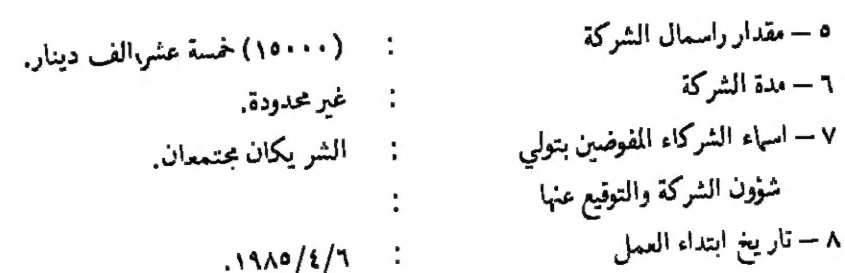 ٥ — مقدار راسمال الشركة : (١٥٠٠٠) خمسة عشر الف دينار.
٦ — مدة الشركة : غير محدودة.
٧ — اسماء الشركاء المفوضين بتولي : الشريكان مجتمعان.
شؤون الشركة والتوقيع عنها :
٨ — تاريخ ابتداء العمل : ١٩٨٥/٤/٦.